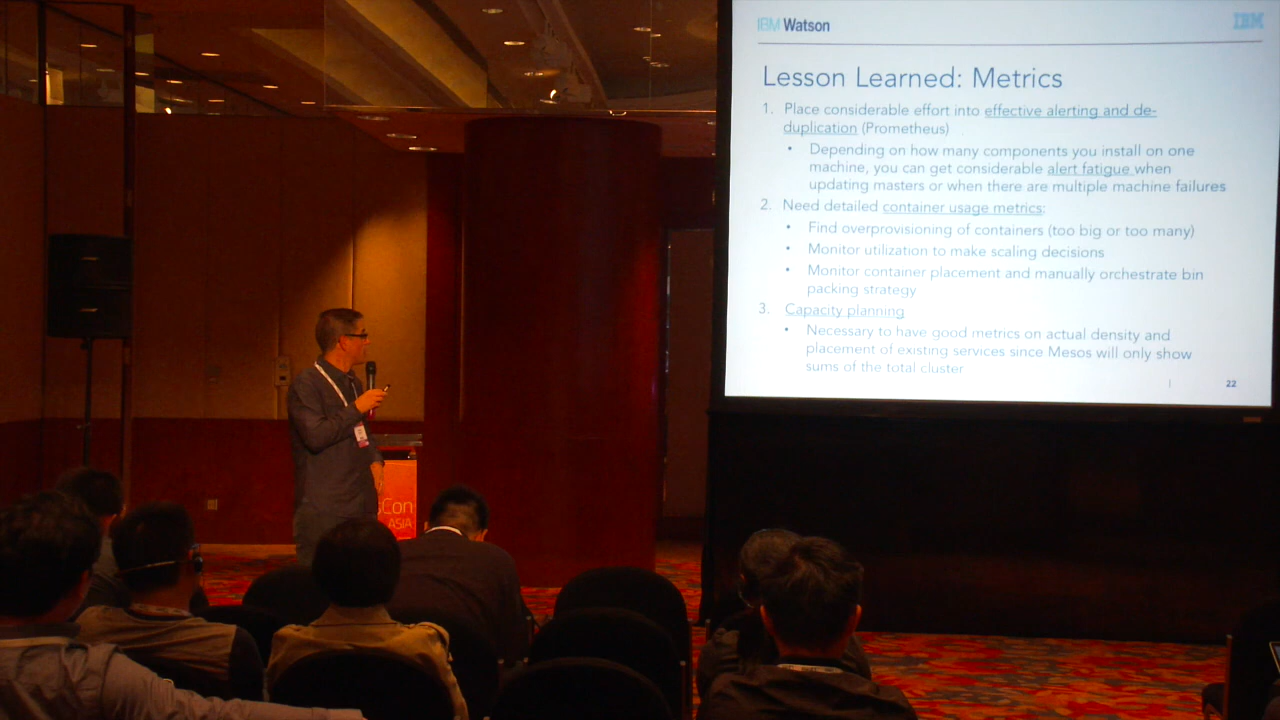 IBM Watson
IBM
Lesson Learned: Metrics
1. Place considerable effort into effective alerting and de-
duplication (Prometheus)
• Depending on how many components you install on one
machine, you can get considerable alert fatigue when
updating masters or when there are multiple machine failures
2. Need detailed container usage metrics:
• Find overprovisioning of containers (too big or too many)
• Monitor utilization to make scaling decisions
• Monitor container placement and manually orchestrate bin
packing strategy
3. Capacity planning
• Necessary to have good metrics on actual density and
placement of existing services since Mesos will only show
sums of the total cluster
| 22
sCon
ASIA